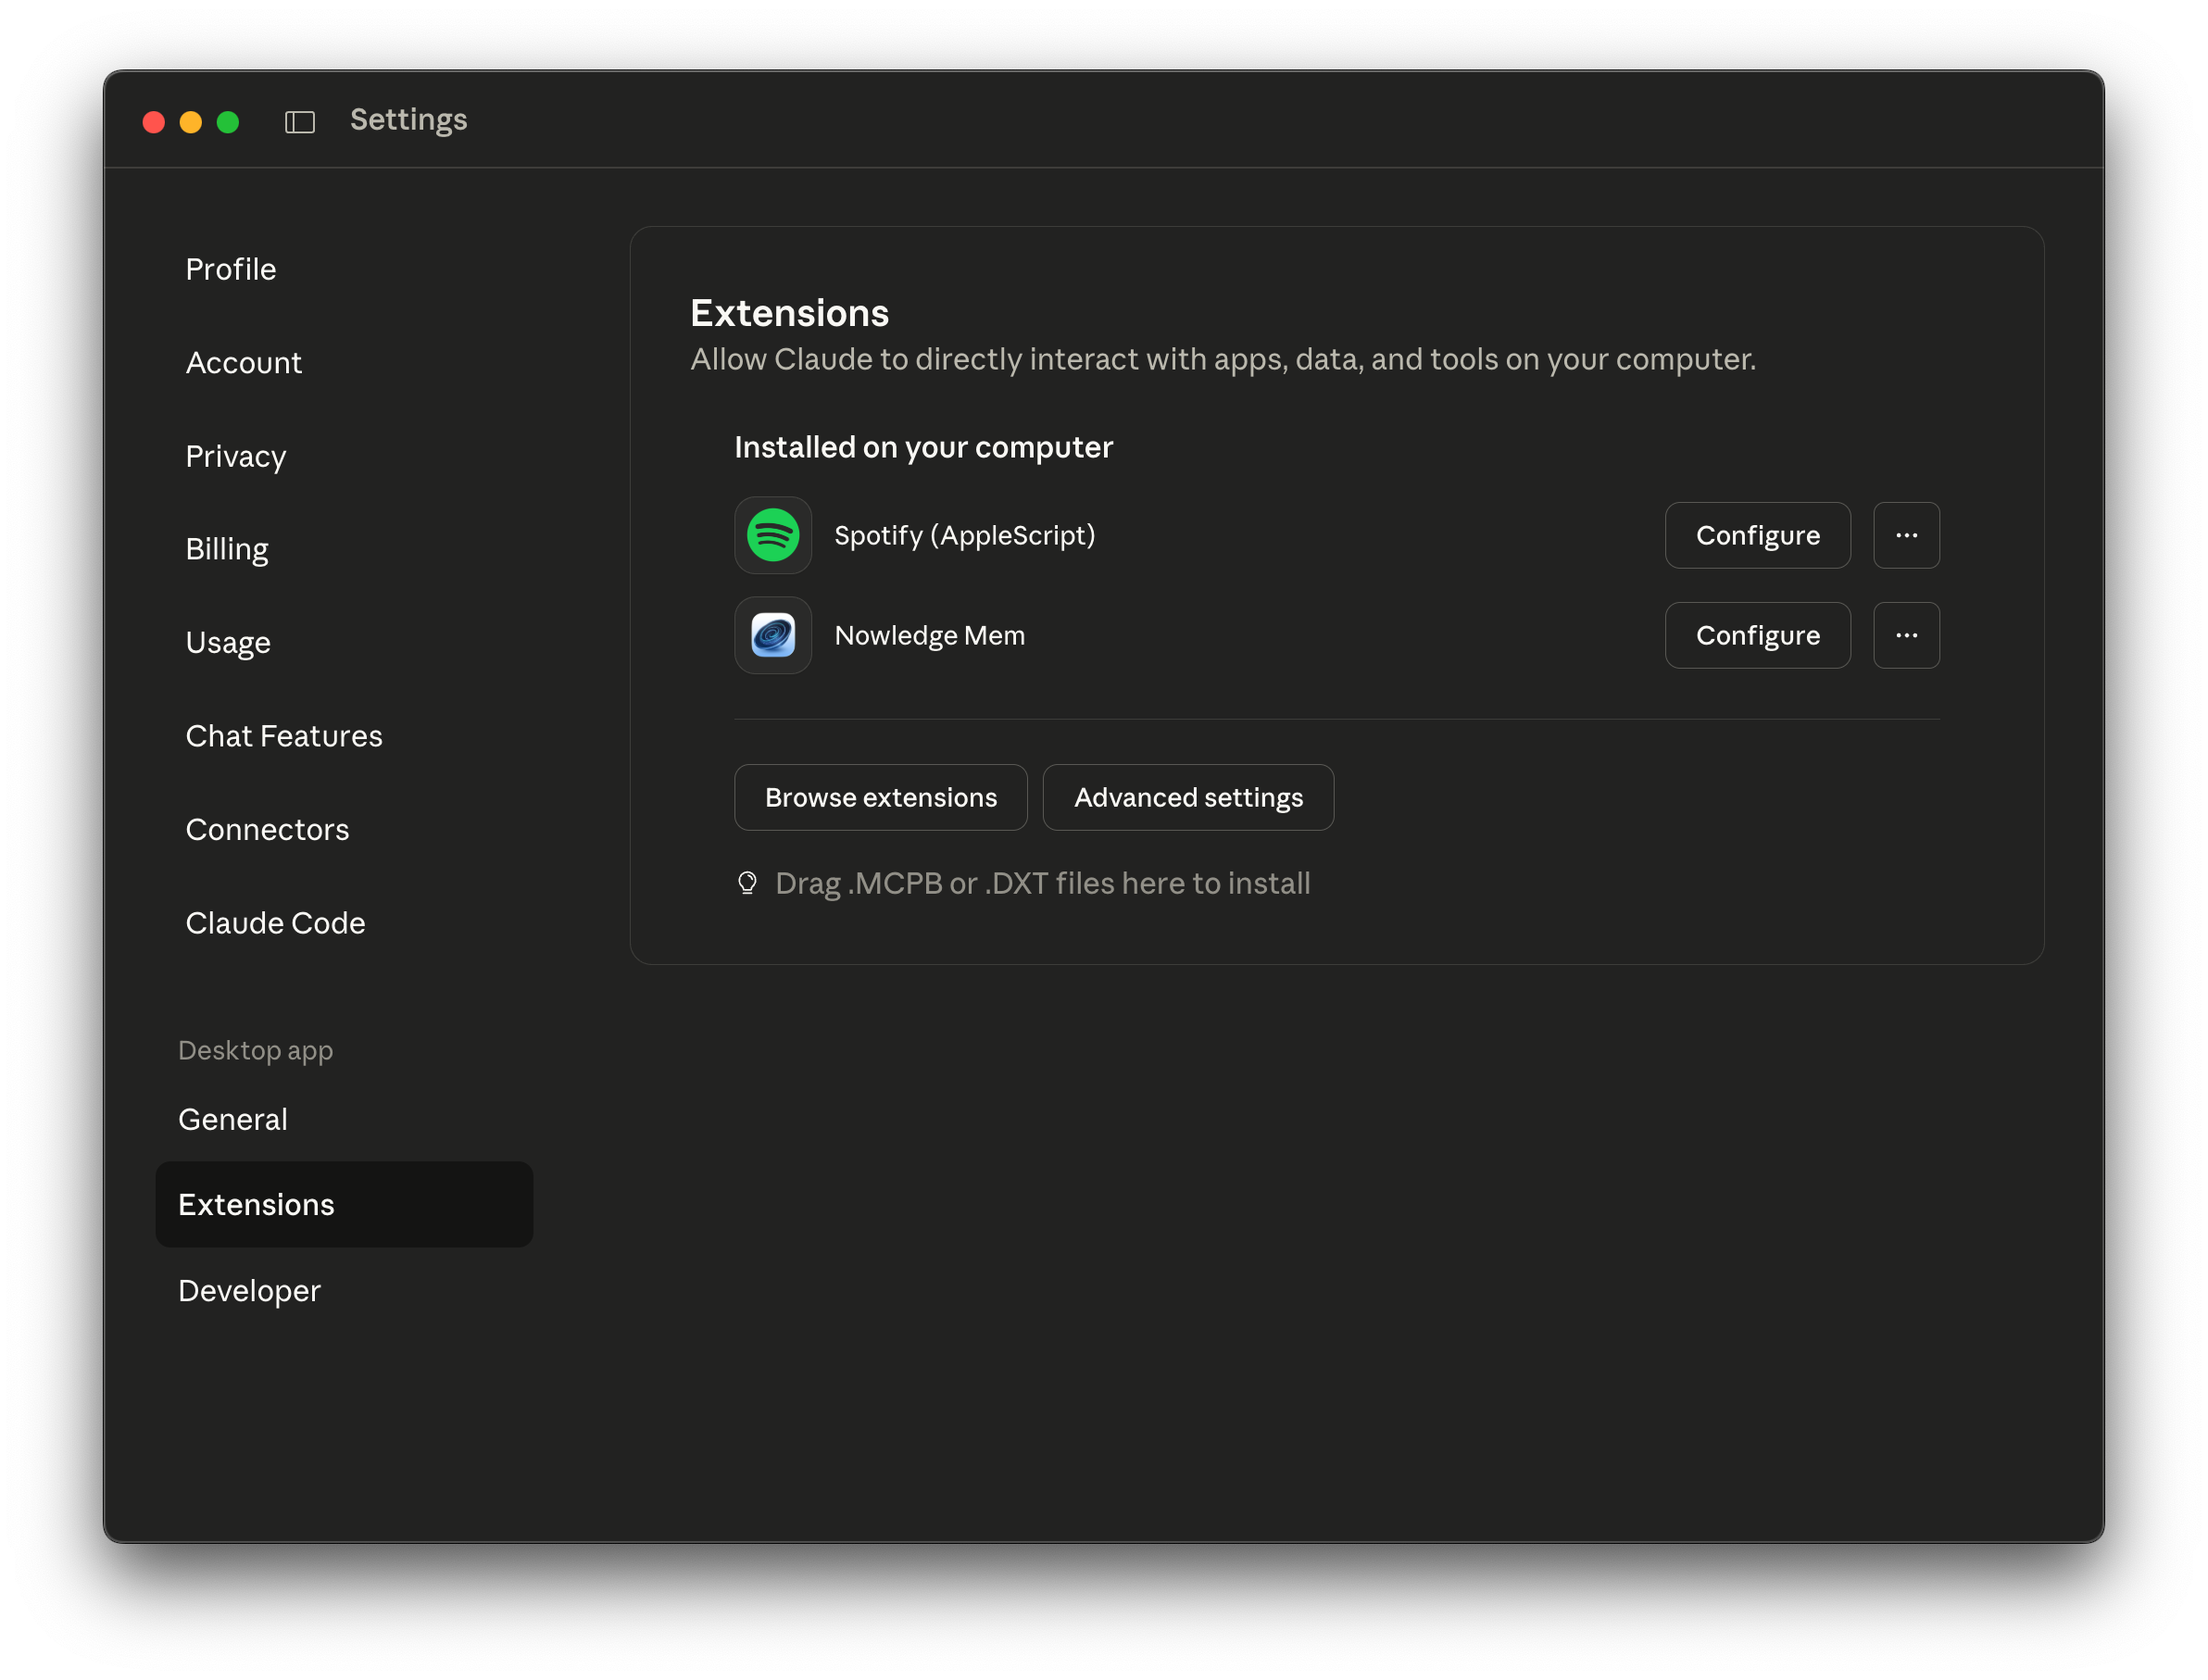 Settings
Profile
Account
Privacy
Billing
Usage
Chat Features
Connectors
Claude Code
Desktop app
General
Extensions
Developer
Extensions
Allow Claude to directly interact with apps, data, and tools on your computer.
Installed on your computer
Spotify (AppleScript)
Configure
...
Nowledge Mem
Configure
...
Browse extensions
Advanced settings
Drag .MCPB or .DXT files here to install